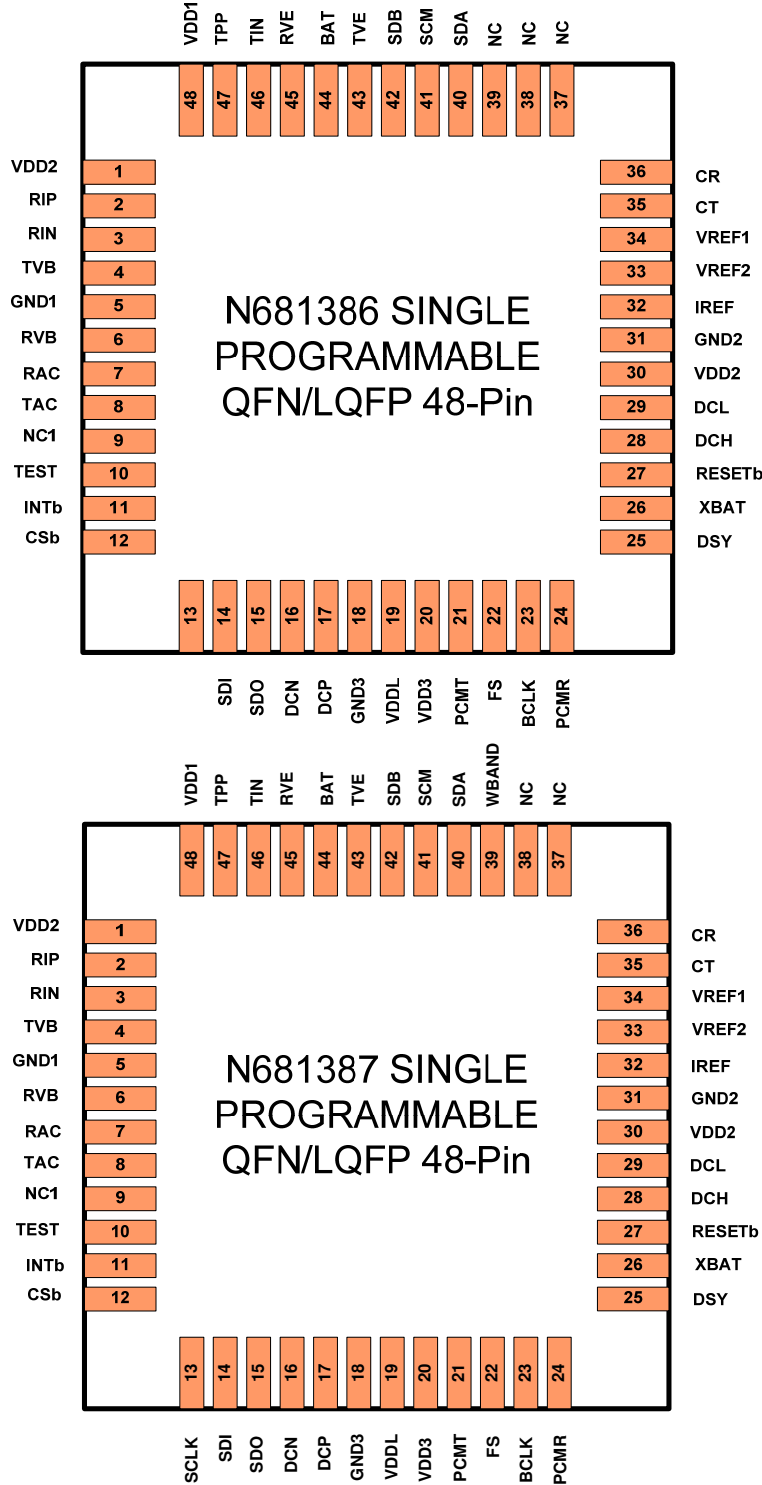 VDD1 TPP TIN RVE BAT TVE SDB SCM SDA NC NC NC
48 47 46 45 44 43 42 41 40 39 38 37
VDD2 1 36 CR
RIP 2 35 CT
RIN 3 34 VREF1
TVB 4 33 VREF2
GND1 5 32 IREF
RVB 6 31 GND2
RAC 7 30 VDD2
TAC 8 29 DCL
NC1 9 28 DCH
TEST 10 27 RESETb
INTb 11 26 XBAT
CSb 12 25 DSY
N681386 SINGLE
PROGRAMMABLE
QFN/LQFP 48-Pin
13 14 15 16 17 18 19 20 21 22 23 24
SDI SDO DCN DCP GND3 VDDL VDD3 PCMT FS BCLK PCMR
VDD1 TPP TIN RVE BAT TVE SDB SCM SDA WBAND NC NC
48 47 46 45 44 43 42 41 40 39 38 37
VDD2 1 36 CR
RIP 2 35 CT
RIN 3 34 VREF1
TVB 4 33 VREF2
GND1 5 32 IREF
RVB 6 31 GND2
RAC 7 30 VDD2
TAC 8 29 DCL
NC1 9 28 DCH
TEST 10 27 RESETb
INTb 11 26 XBAT
CSb 12 25 DSY
N681387 SINGLE
PROGRAMMABLE
QFN/LQFP 48-Pin
13 14 15 16 17 18 19 20 21 22 23 24
SCLK SDI SDO DCN DCP GND3 VDDL VDD3 PCMT FS BCLK PCMR